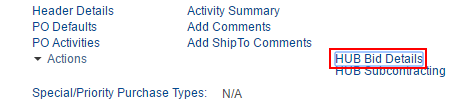 Header Details Activity Summary
PO Defaults Add Comments
PO Activities Add ShipTo Comments
Actions HUB Bid Details
HUB Subcontracting
Special/Priority Purchase Types: N/A